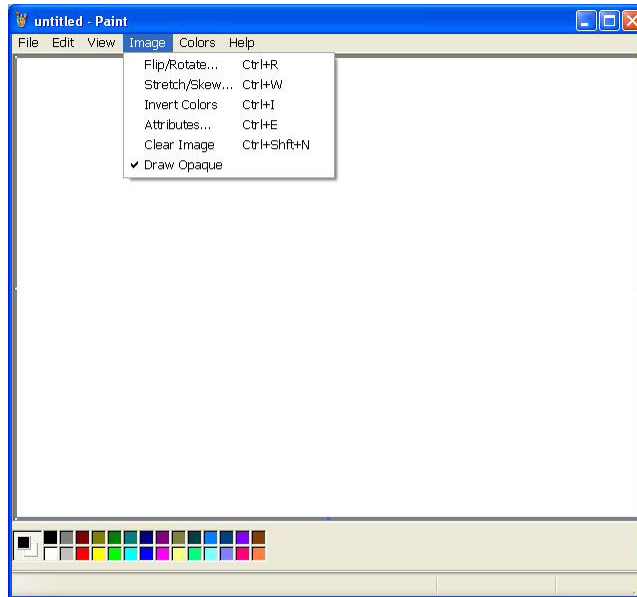 untitled - Paint
File Edit View Image Colors Help
Flip/Rotate... Ctrl+R
Stretch/Skew... Ctrl+W
Invert Colors Ctrl+I
Attributes... Ctrl+E
Clear Image Ctrl+Shft+N
Draw Opaque